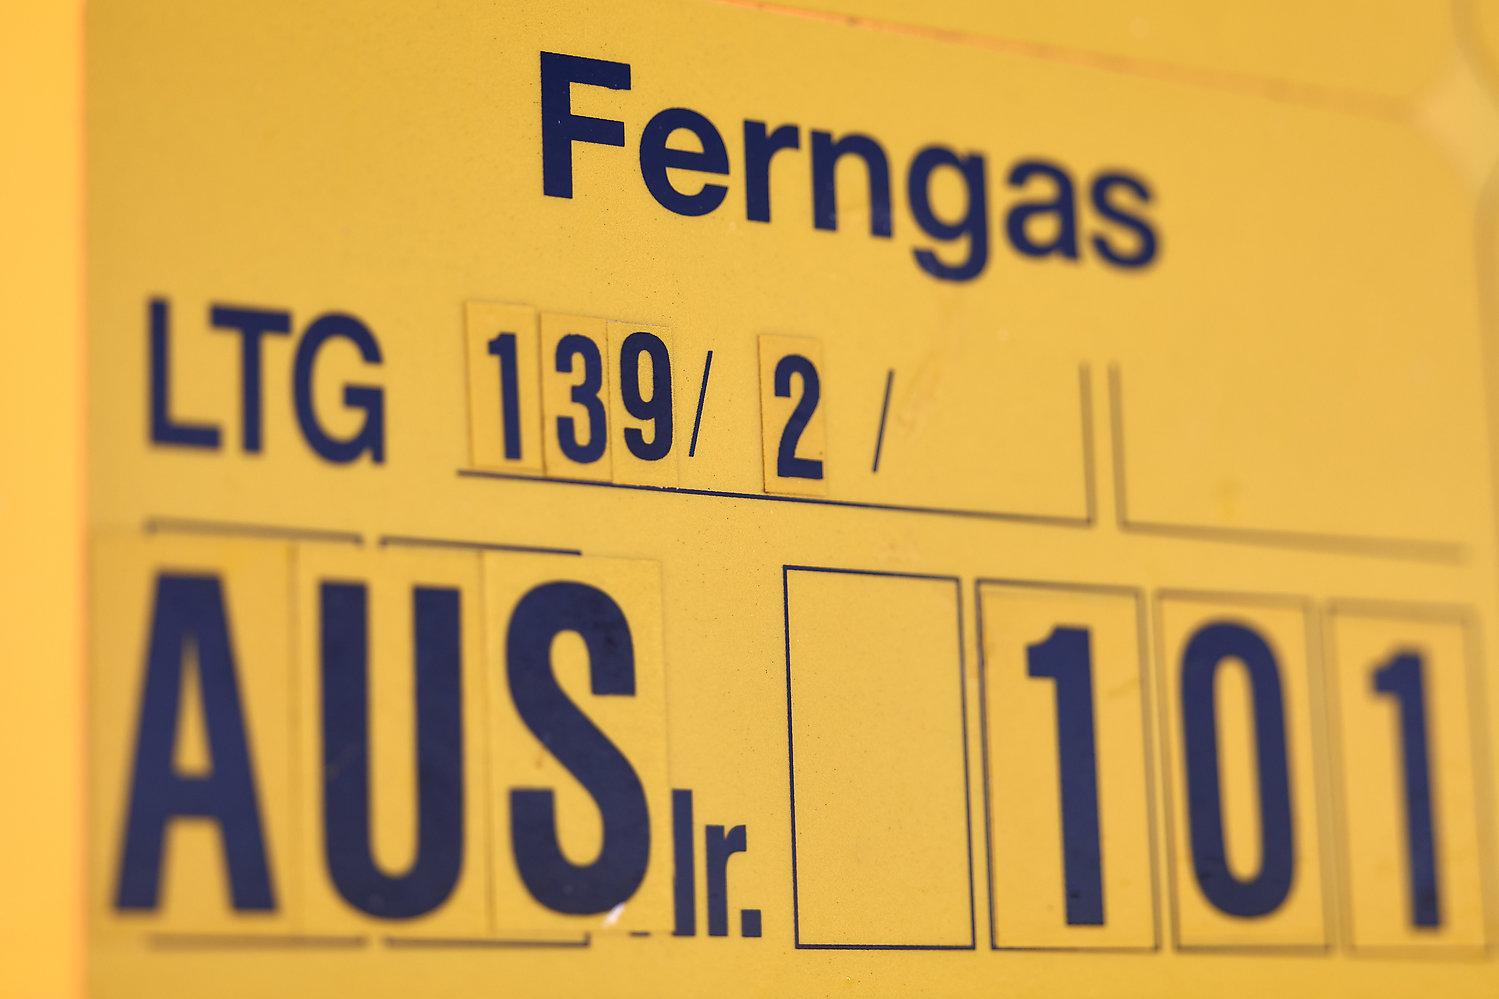 Ferngas
LTG 139/ 2 /
AUS lr. 101